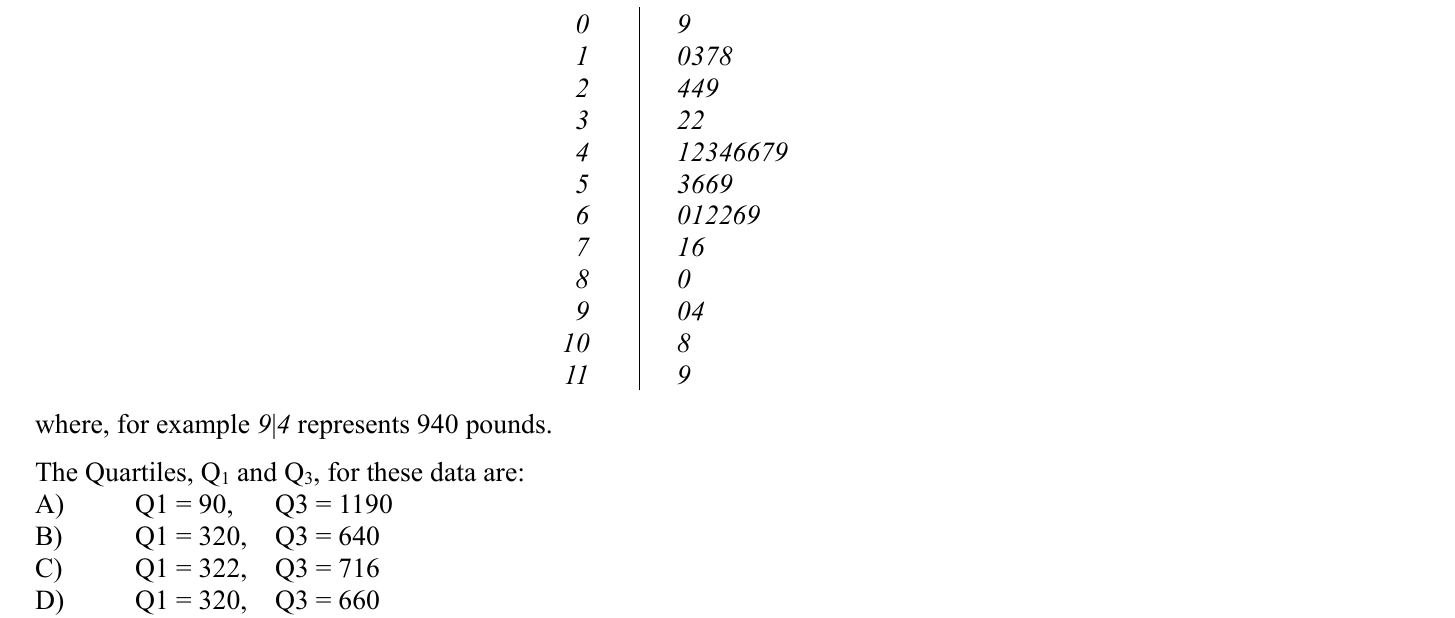 0 9
1 0378
2 449
3 22
4 12346679
5 3669
6 012269
7 16
8 0
9 04
10 8
11 9
where, for example 9|4 represents 940 pounds.
The Quartiles, Q₁ and Q₃, for these data are:
A) Q1 = 90, Q3 = 1190
B) Q1 = 320, Q3 = 640
C) Q1 = 322, Q3 = 716
D) Q1 = 320, Q3 = 660